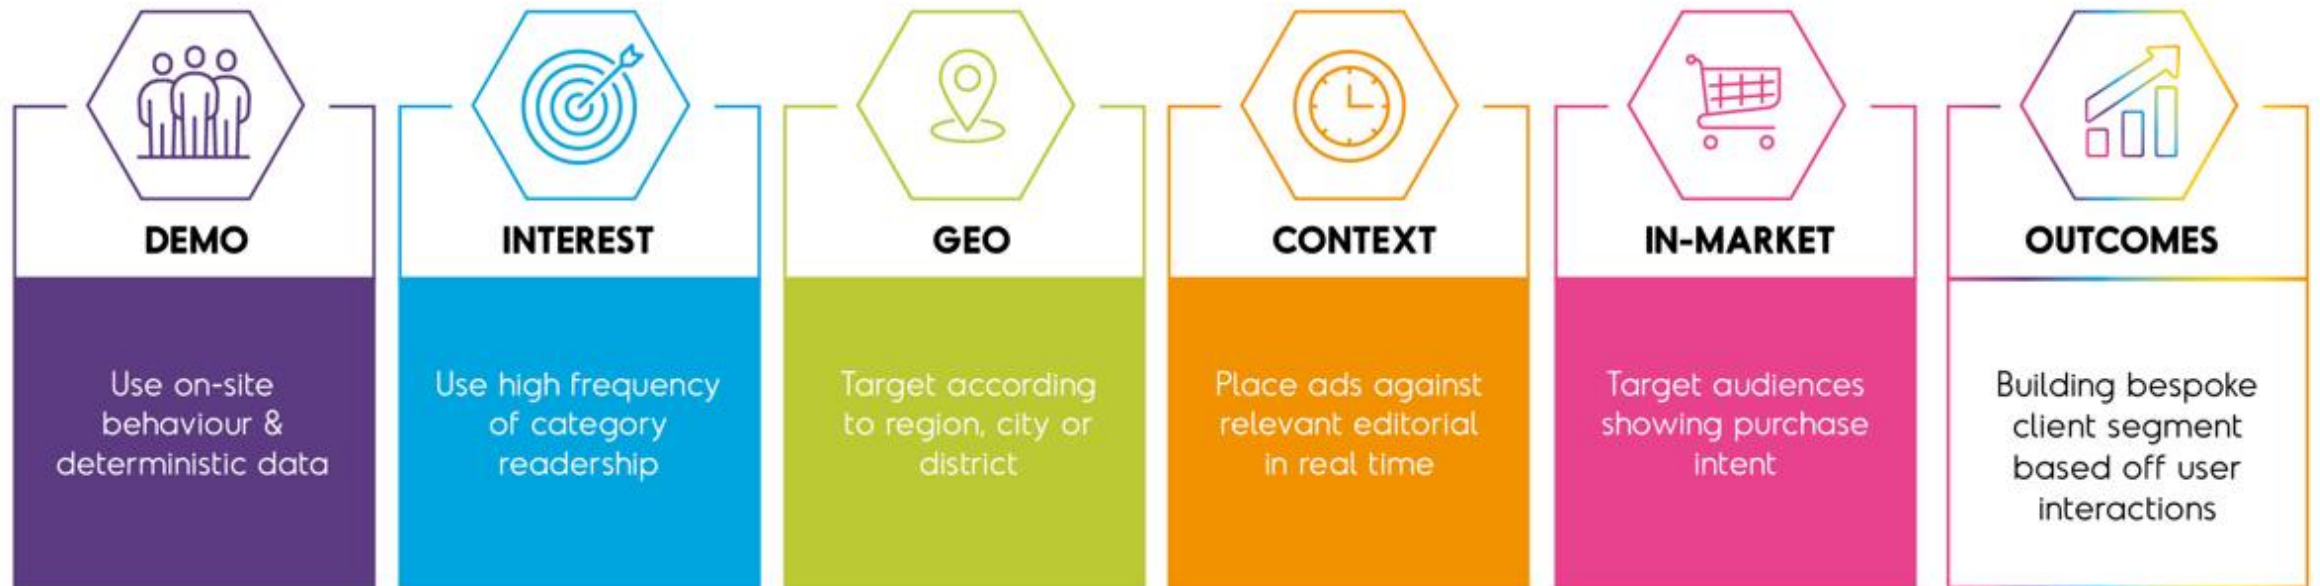 DEMO
Use on-site
behaviour &
deterministic data
INTEREST
Use high frequency
of category
readership
GEO
Target according
to region, city or
district
CONTEXT
Place ads against
relevant editorial
in real time
IN-MARKET
Target audiences
showing purchase
intent
OUTCOMES
Building bespoke
client segment
based off user
interactions